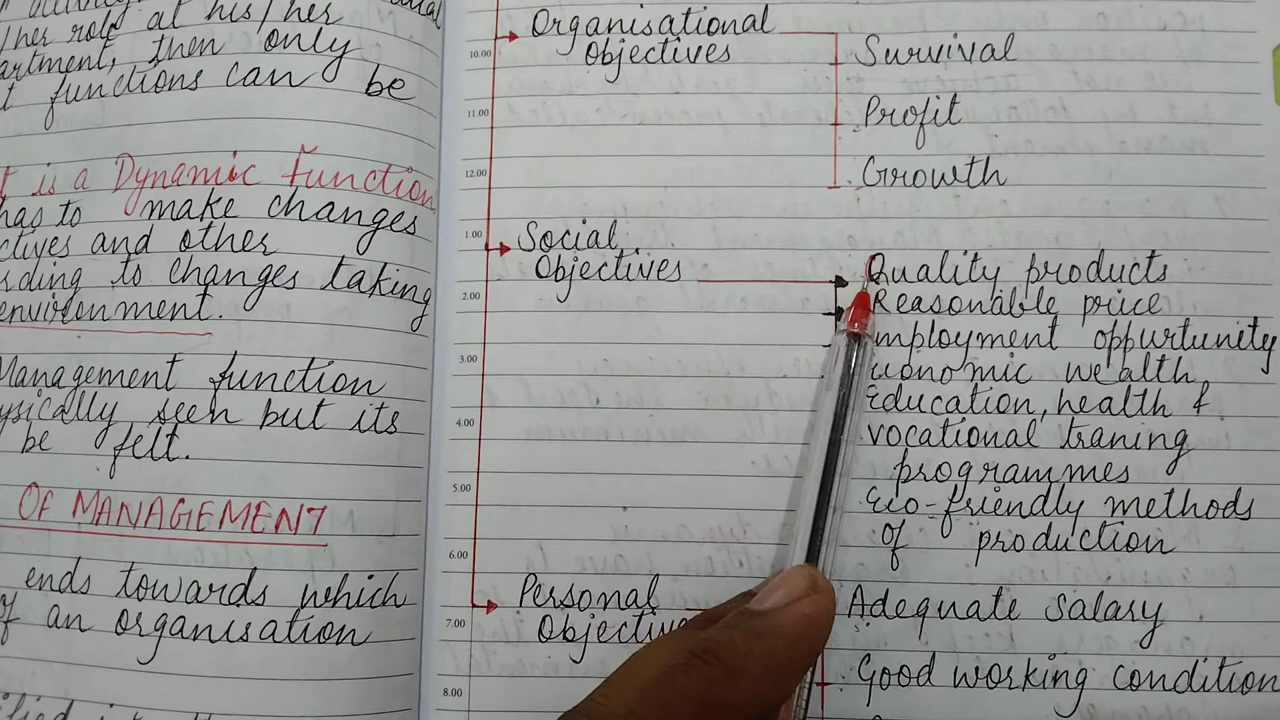 /her role at his/her
then only
functions can be
is a Dynamic Function
has to make changes
and other
to changes taking
environment.
Management function
seen but its
be felt.
OF MANAGEMENT
ends towards which
of an organisation
10.00
11.00
12.00
1.00
2.00
3.00
4.00
5.00
6.00
7.00
8.00
Organisational
Objectives
Survival
Profit
Growth
Social
Objectives
Quality products
Reasonable price
mployment oppurtunity
wealth
Education, health &
vocational traning
programmes
Eco-friendly methods
of production
Personal
Adequate Salary
Good working condition